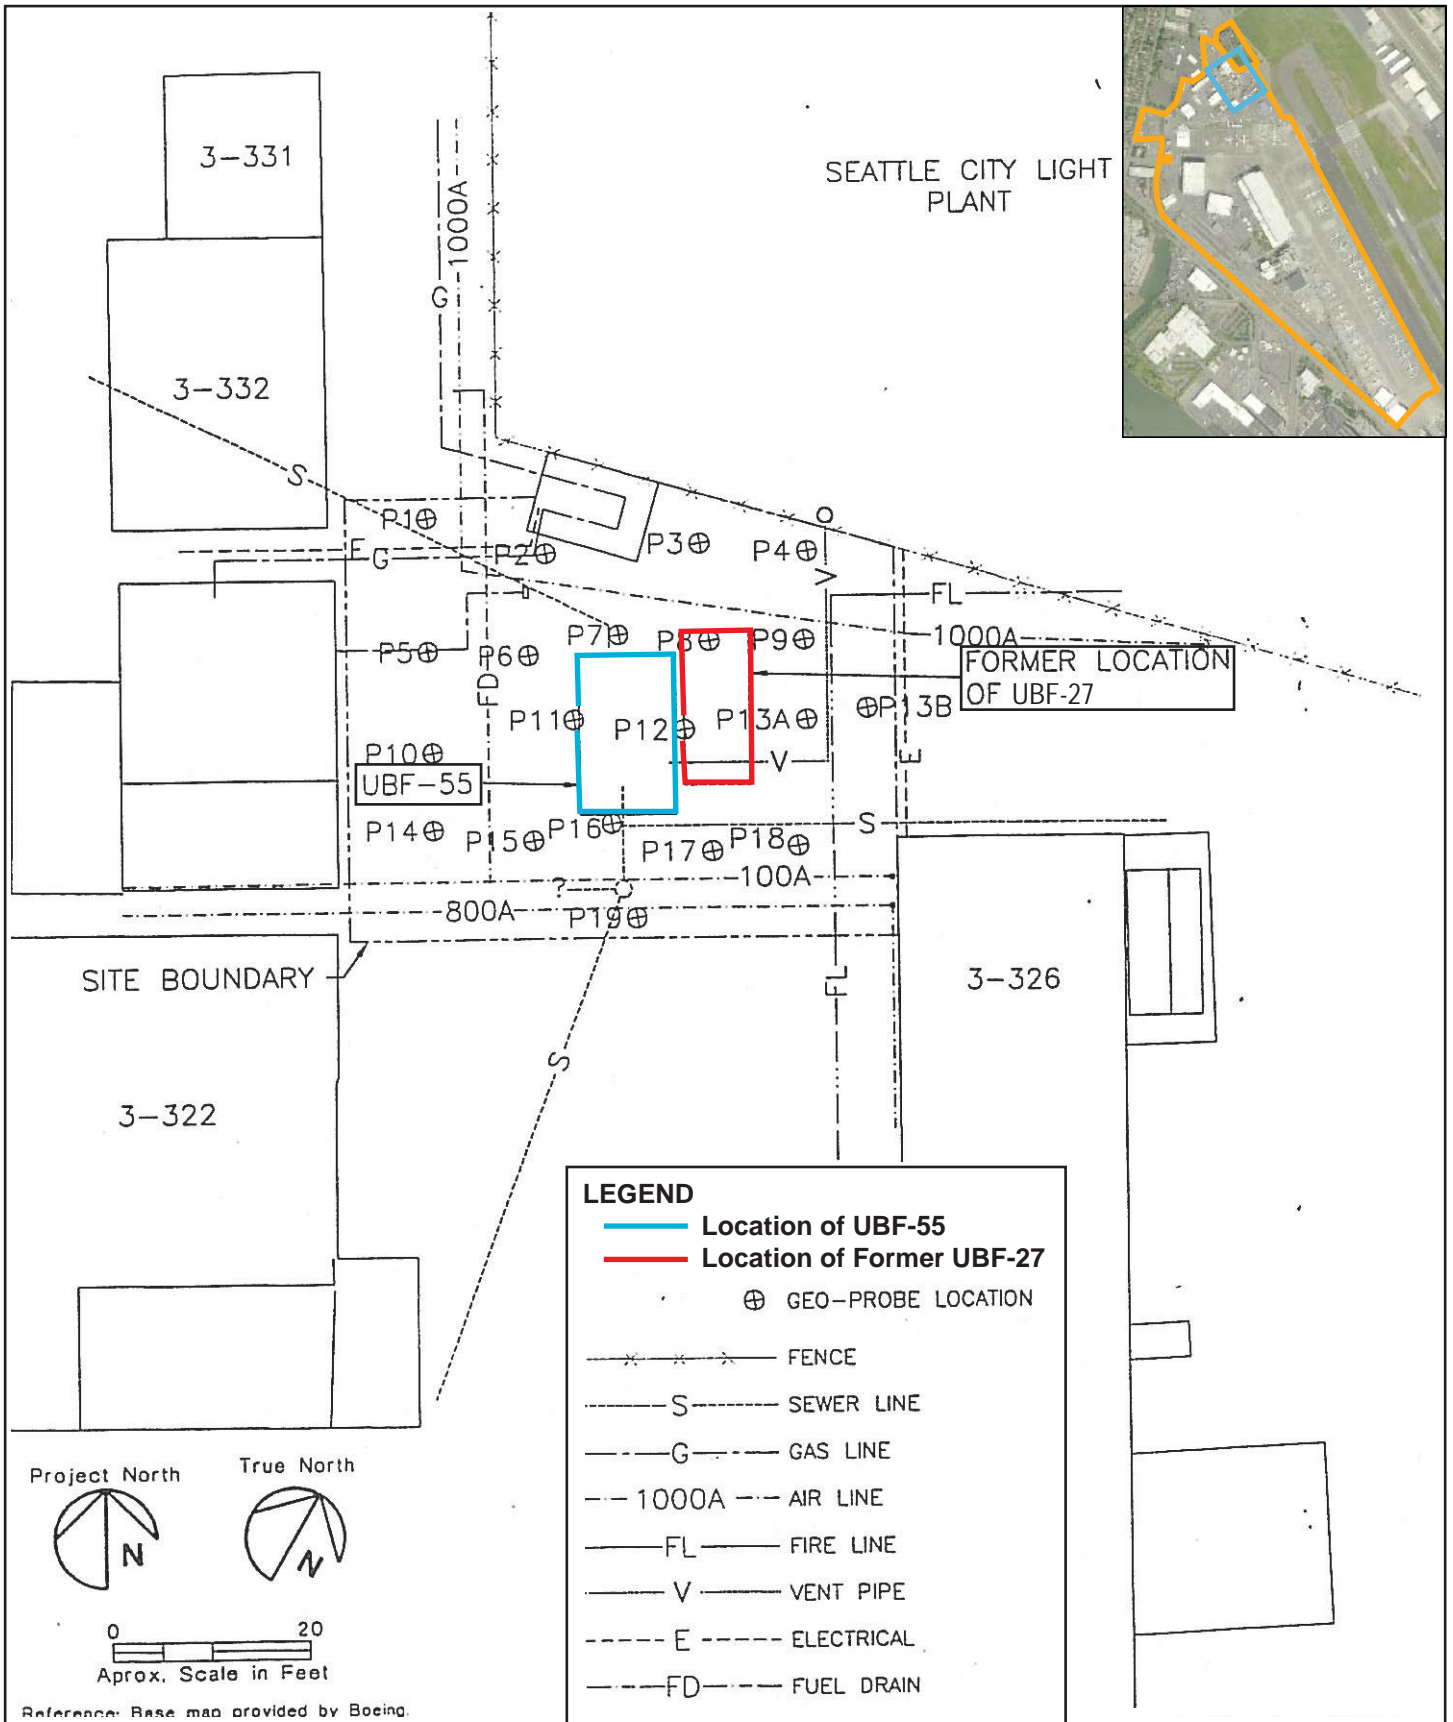 3-331
1000A
SEATTLE CITY LIGHT
PLANT
G
3-332
S
P1
E
G
P2
P3
P4
O
V
FL
1000A
P5
P6
P7
P8
P9
FORMER LOCATION
OF UBF-27
FD
P10
P11
P12
P13A
P13B
V
E
UBF-55
P14
P15
P16
P17
P18
S
100A
?
800A
P19
SITE BOUNDARY
FL
3-326
S
3-322
LEGEND
Location of UBF-55
Location of Former UBF-27
GEO-PROBE LOCATION
FENCE
S SEWER LINE
G GAS LINE
1000A AIR LINE
FL FIRE LINE
V VENT PIPE
E ELECTRICAL
FD FUEL DRAIN
Project North
True North
N
N
0 20
Aprox. Scale in Feet
Reference: Base map provided by Boeing.